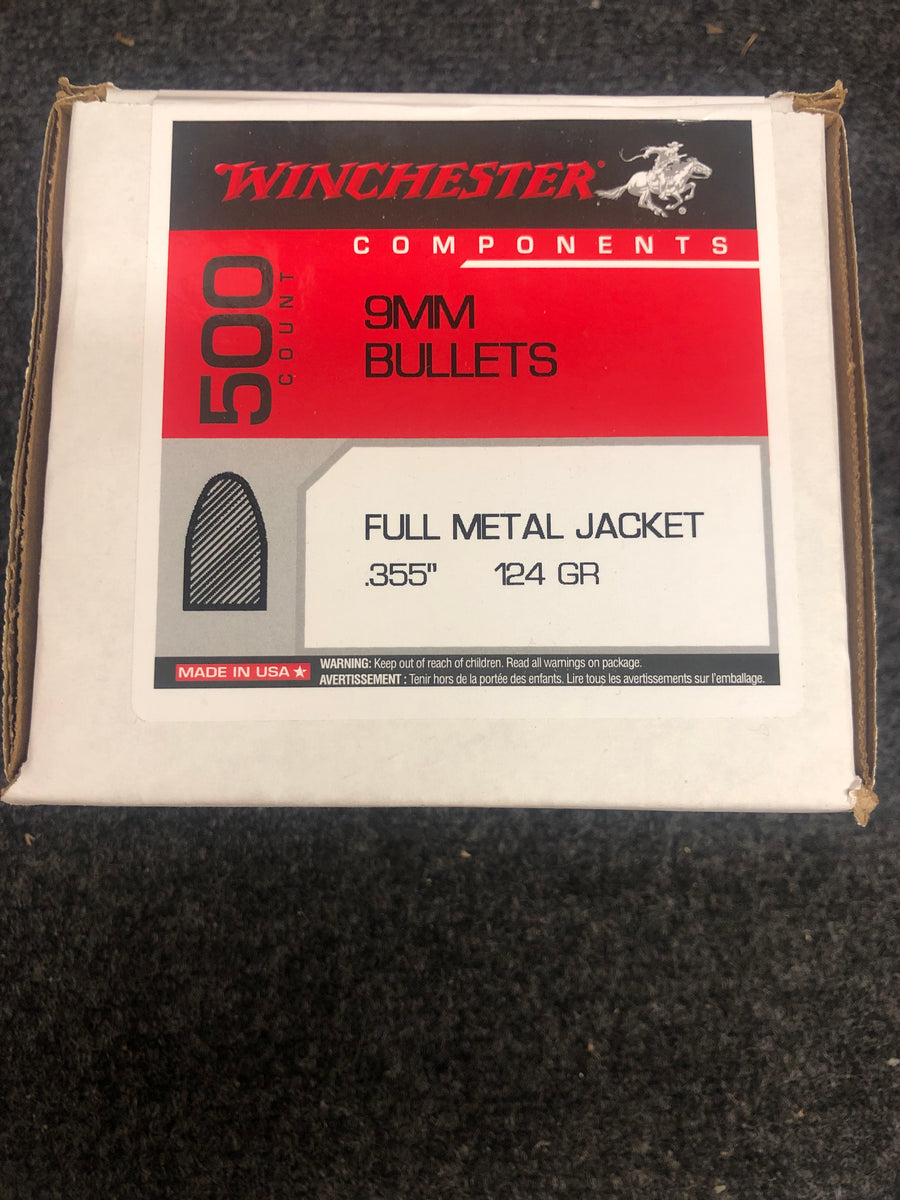 WINCHESTER®
COMPONENTS
500
COUNT
9MM
BULLETS
FULL METAL JACKET
.355" 124 GR
MADE IN USA
WARNING: Keep out of reach of children. Read all warnings on package.
AVERTISSEMENT : Tenir hors de la portée des enfants. Lire tous les avertissements sur l'emballage.